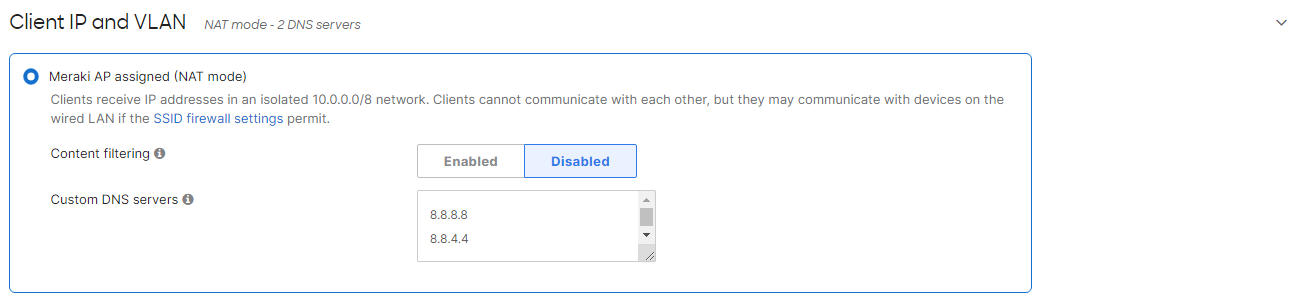 Client IP and VLAN NAT mode - 2 DNS servers
Meraki AP assigned (NAT mode)
Clients receive IP addresses in an isolated 10.0.0.0/8 network. Clients cannot communicate with each other, but they may communicate with devices on the
wired LAN if the SSID firewall settings permit.
Content filtering Enabled Disabled
Custom DNS servers
8.8.8.8
8.8.4.4